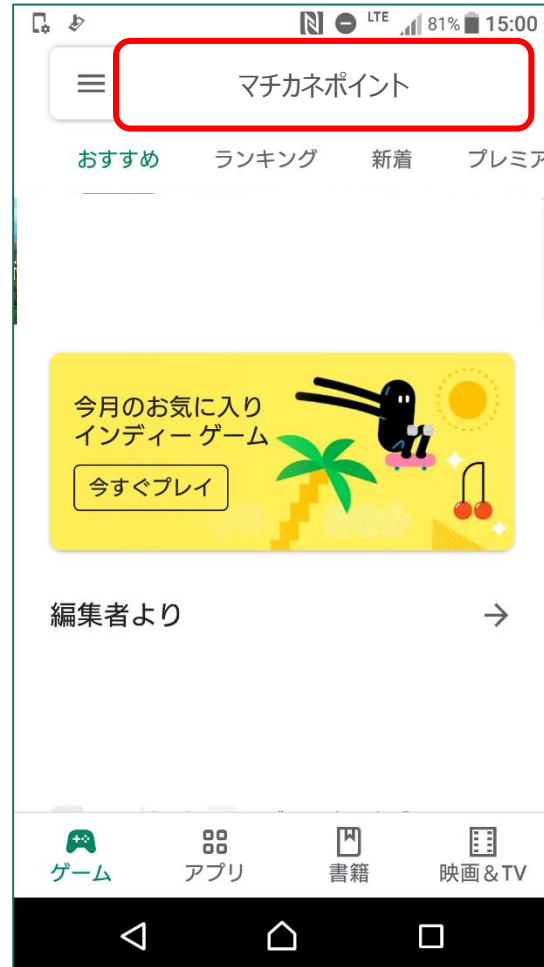 LTE 81% 15:00
マチカネポイント
おすすめ ランキング 新着 プレミア
今月のお気に入り
インディー ゲーム
今すぐプレイ
編集者より
ゲーム アプリ 書籍 映画&TV